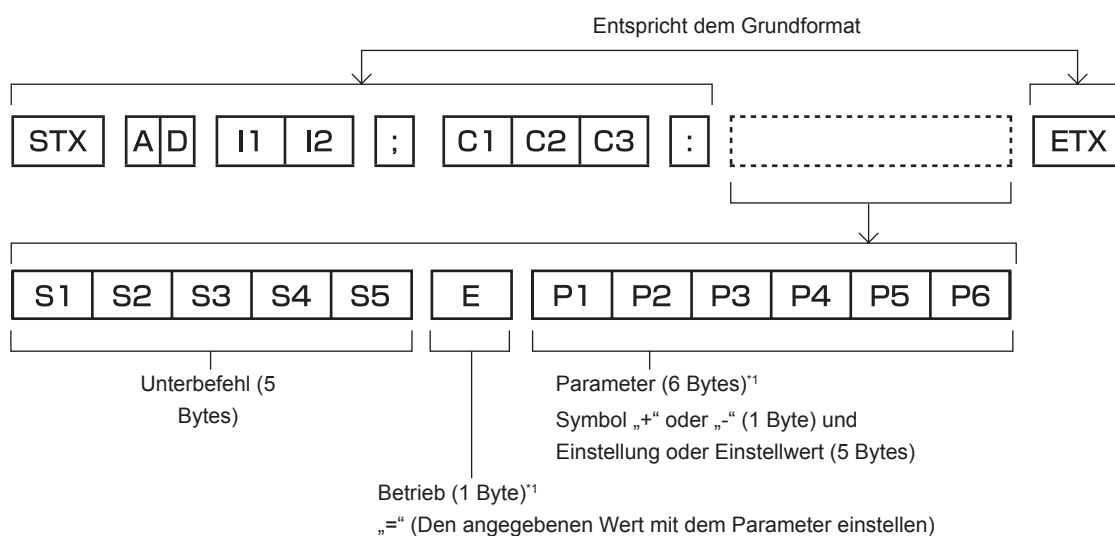 Entspricht dem Grundformat
STX A D I1 I2 ; C1 C2 C3 : ETX
S1 S2 S3 S4 S5 E P1 P2 P3 P4 P5 P6
Unterbefehl (5
Bytes)
Parameter (6 Bytes)*1
Symbol „+“ oder „-“ (1 Byte) und
Einstellung oder Einstellwert (5 Bytes)
Betrieb (1 Byte)*1
„=“ (Den angegebenen Wert mit dem Parameter einstellen)